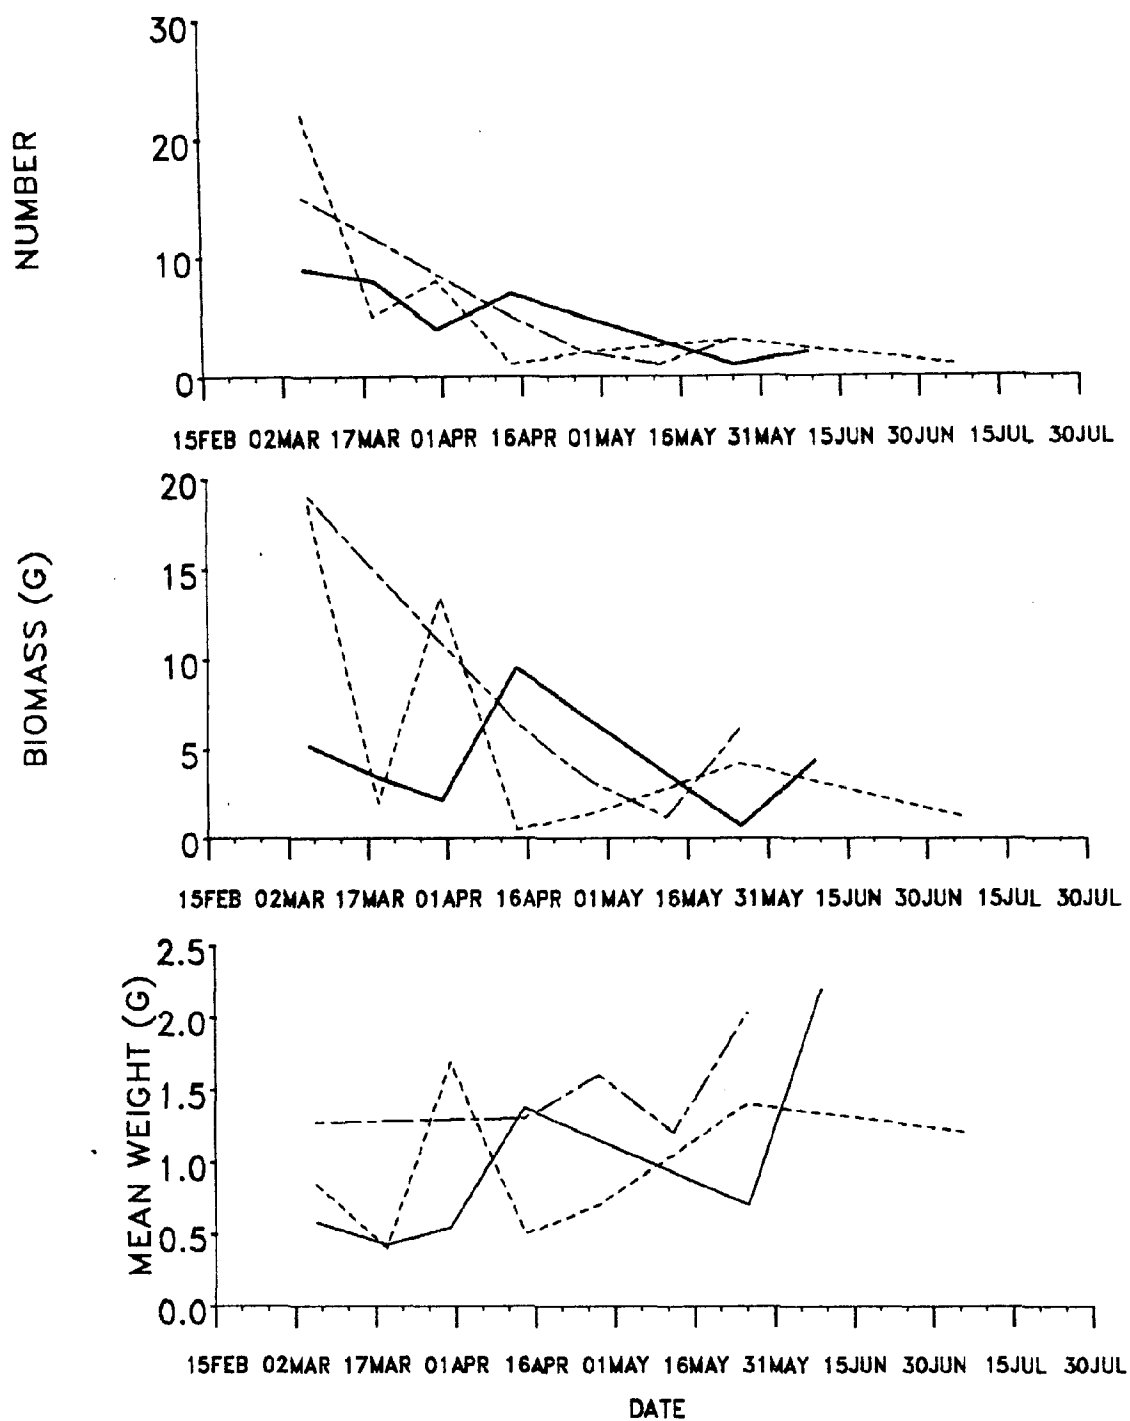 30
20
10
0
NUMBER
15FEB 02MAR 17MAR 01APR 16APR 01MAY 16MAY 31MAY 15JUN 30JUN 15JUL 30JUL
20
15
10
5
0
BIOMASS (G)
15FEB 02MAR 17MAR 01APR 16APR 01MAY 16MAY 31MAY 15JUN 30JUN 15JUL 30JUL
2.5
2.0
1.5
1.0
0.5
0.0
MEAN WEIGHT (G)
15FEB 02MAR 17MAR 01APR 16APR 01MAY 16MAY 31MAY 15JUN 30JUN 15JUL 30JUL
DATE